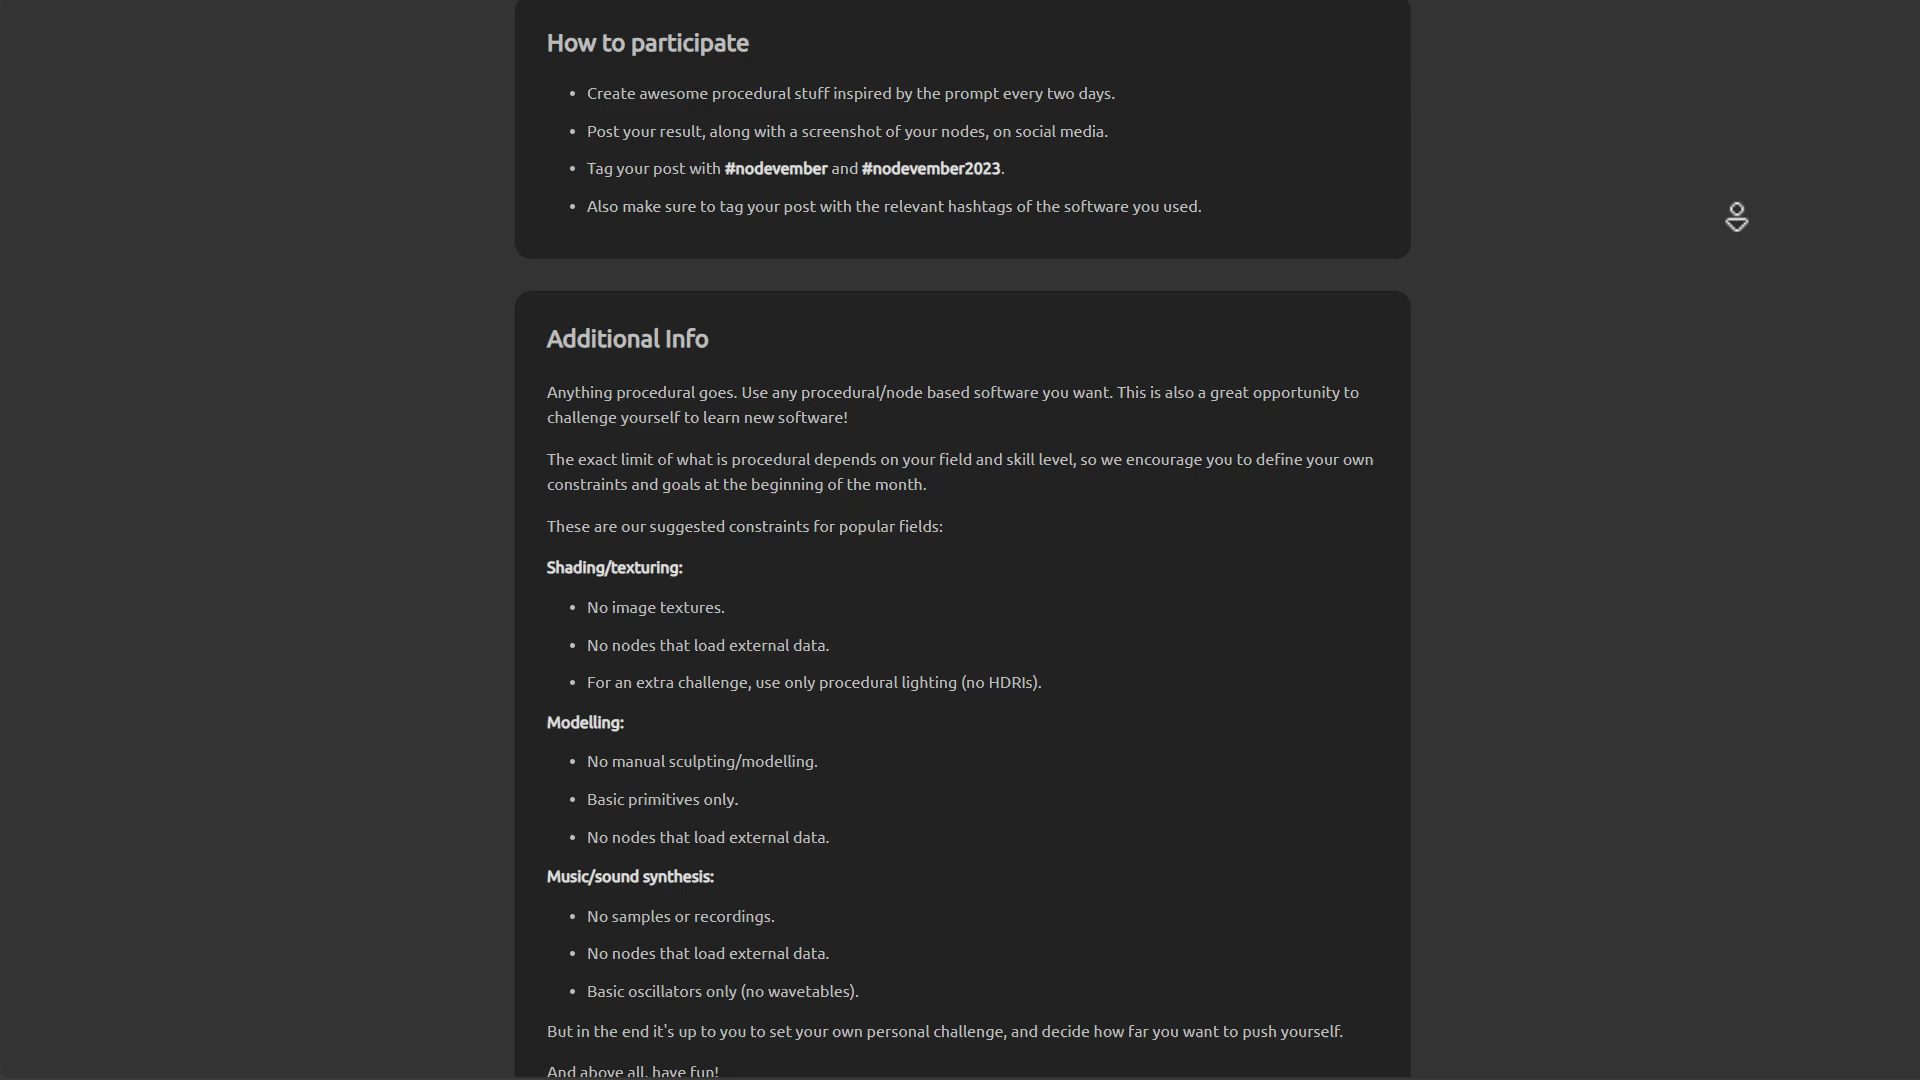 How to participate
• Create awesome procedural stuff inspired by the prompt every two days.
• Post your result, along with a screenshot of your nodes, on social media.
• Tag your post with #nodevember and #nodevember2023.
• Also make sure to tag your post with the relevant hashtags of the software you used.
Additional Info
Anything procedural goes. Use any procedural/node based software you want. This is also a great opportunity to
challenge yourself to learn new software!
The exact limit of what is procedural depends on your field and skill level, so we encourage you to define your own
constraints and goals at the beginning of the month.
These are our suggested constraints for popular fields:
Shading/texturing:
• No image textures.
• No nodes that load external data.
• For an extra challenge, use only procedural lighting (no HDRIs).
Modelling:
• No manual sculpting/modelling.
• Basic primitives only.
• No nodes that load external data.
Music/sound synthesis:
• No samples or recordings.
• No nodes that load external data.
• Basic oscillators only (no wavetables).
But in the end it's up to you to set your own personal challenge, and decide how far you want to push yourself.
And above all, have fun!